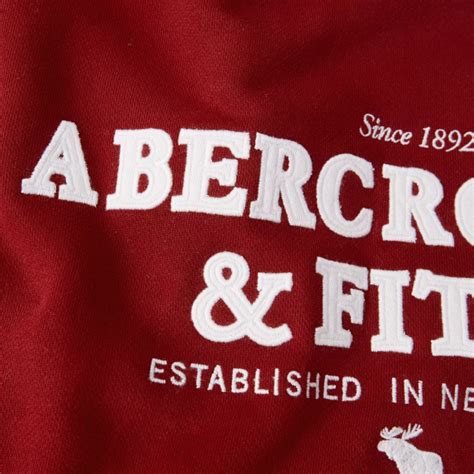 Since 1892
ABERCRO
& FIT
ESTABLISHED IN NE